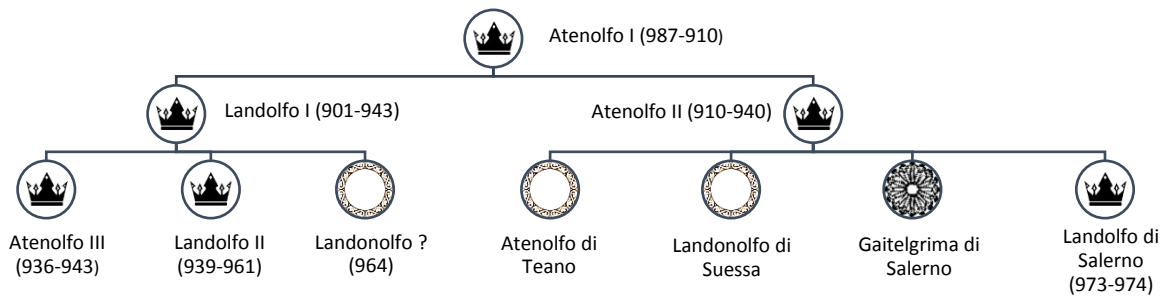 Atenolfo I (987-910)
Landolfo I (901-943)
Atenolfo II (910-940)
Atenolfo III
(936-943)
Landolfo II
(939-961)
Landonolfo ?
(964)
Atenolfo di
Teano
Landonolfo di
Suessa
Gaitelgrima di
Salerno
Landolfo di
Salerno
(973-974)